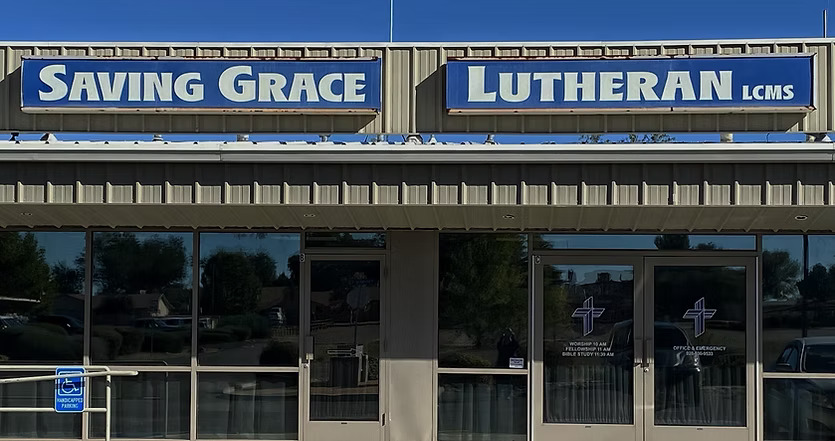 SAVING GRACE
LUTHERAN LCMS
WORSHIP 10 AM
FELLOWSHIP 11 AM
BIBLE STUDY 11:30 AM
OFFICE & EMERGENCY
HANDICAPPED
PARKING